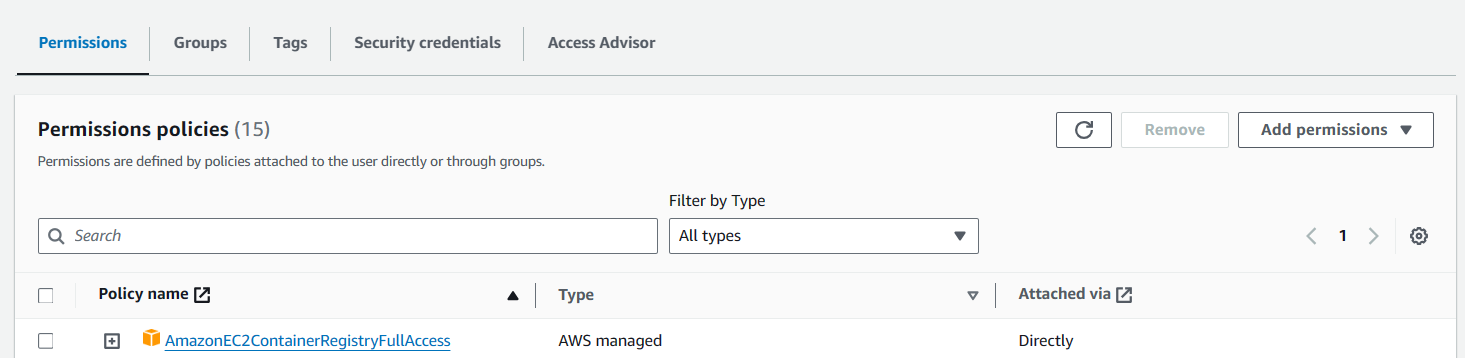 Permissions Groups Tags Security credentials Access Advisor
Permissions policies (15) Remove Add permissions
Permissions are defined by policies attached to the user directly or through groups.
Filter by Type
Search All types 1
Policy name Type Attached via
AmazonEC2ContainerRegistryFullAccess AWS managed Directly